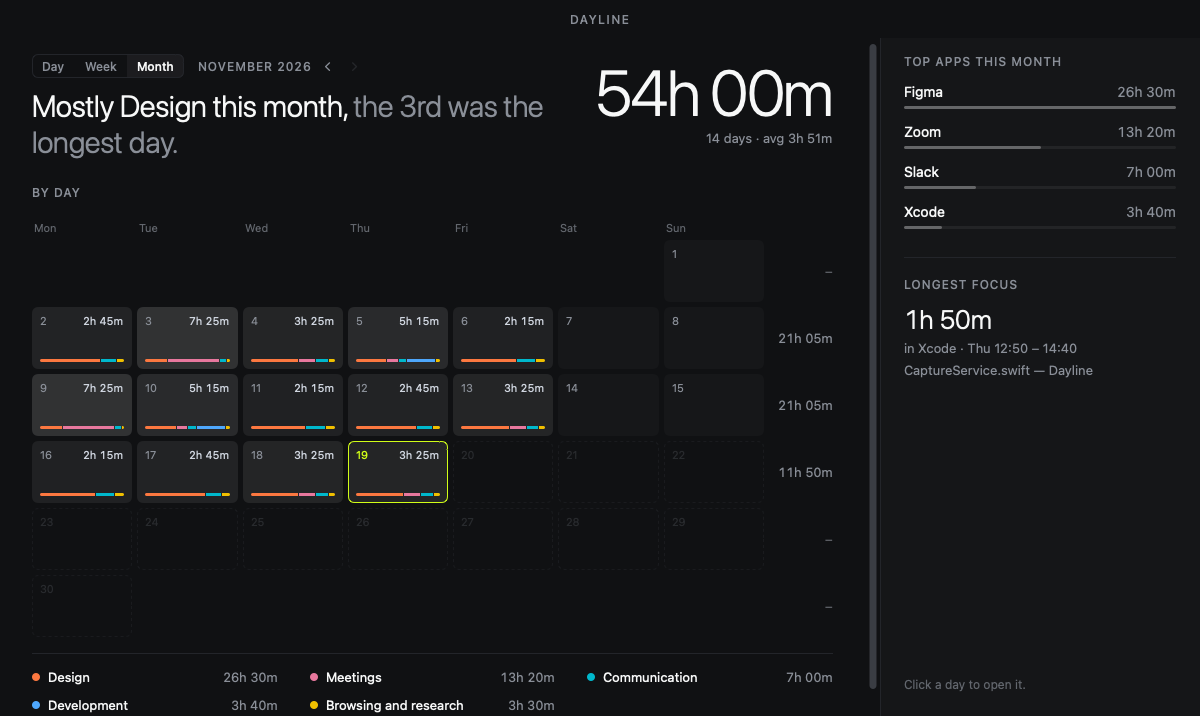 DAYLINE
Day Week Month NOVEMBER 2026
Mostly Design this month, the 3rd was the
longest day.
54h 00m
14 days · avg 3h 51m
BY DAY
Mon Tue Wed Thu Fri Sat Sun
1 –
2 2h 45m 3 7h 25m 4 3h 25m 5 5h 15m 6 2h 15m 7 8 21h 05m
9 7h 25m 10 5h 15m 11 2h 15m 12 2h 45m 13 3h 25m 14 15 21h 05m
16 2h 15m 17 2h 45m 18 3h 25m 19 3h 25m 20 21 22 11h 50m
23 24 25 26 27 28 29 –
30 –
Design 26h 30m Meetings 13h 20m Communication 7h 00m
Development 3h 40m Browsing and research 3h 30m
TOP APPS THIS MONTH
Figma 26h 30m
Zoom 13h 20m
Slack 7h 00m
Xcode 3h 40m
LONGEST FOCUS
1h 50m
in Xcode · Thu 12:50 – 14:40
CaptureService.swift — Dayline
Click a day to open it.